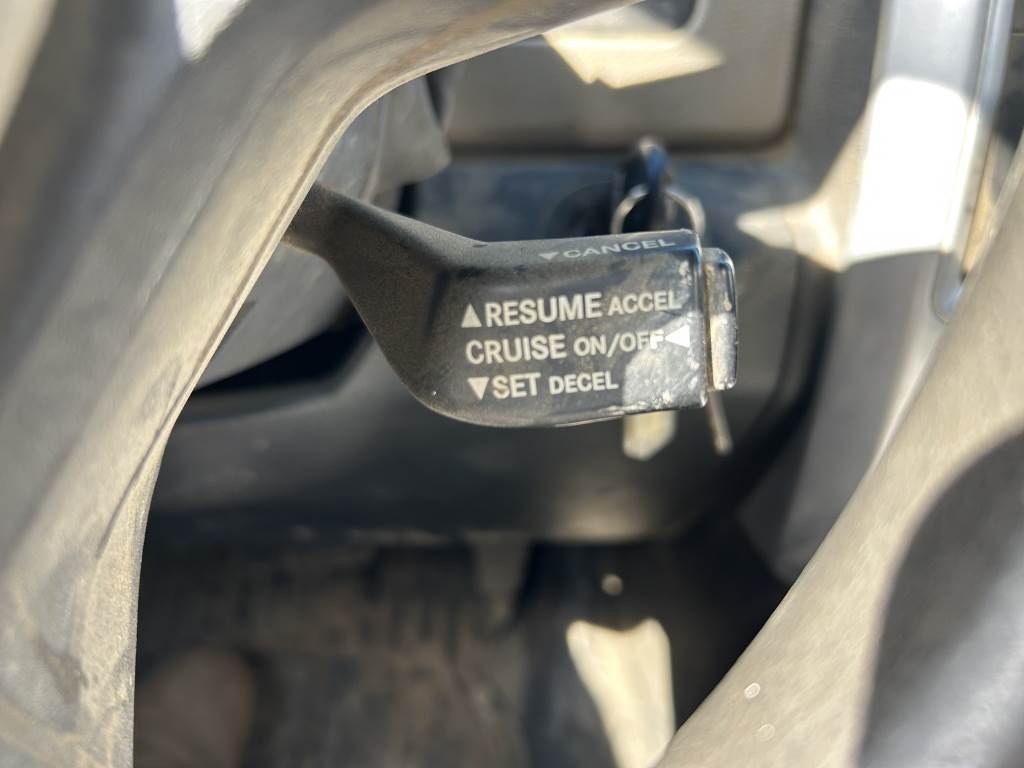 ▼CANCEL
▲RESUME ACCEL
CRUISE ON/OFF◀
▼SET DECEL